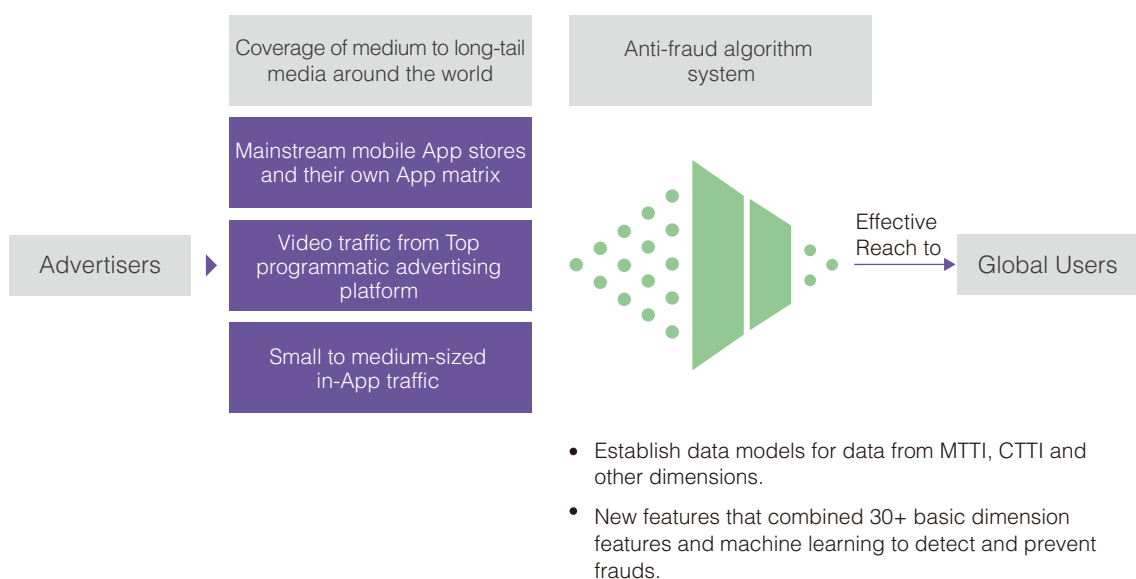 Coverage of medium to long-tail
media around the world
Anti-fraud algorithm
system
Mainstream mobile App stores
and their own App matrix
Advertisers
Video traffic from Top
programmatic advertising
platform
Effective
Reach to
Global Users
Small to medium-sized
in-App traffic
• Establish data models for data from MTTI, CTTI and
other dimensions.
• New features that combined 30+ basic dimension
features and machine learning to detect and prevent
frauds.